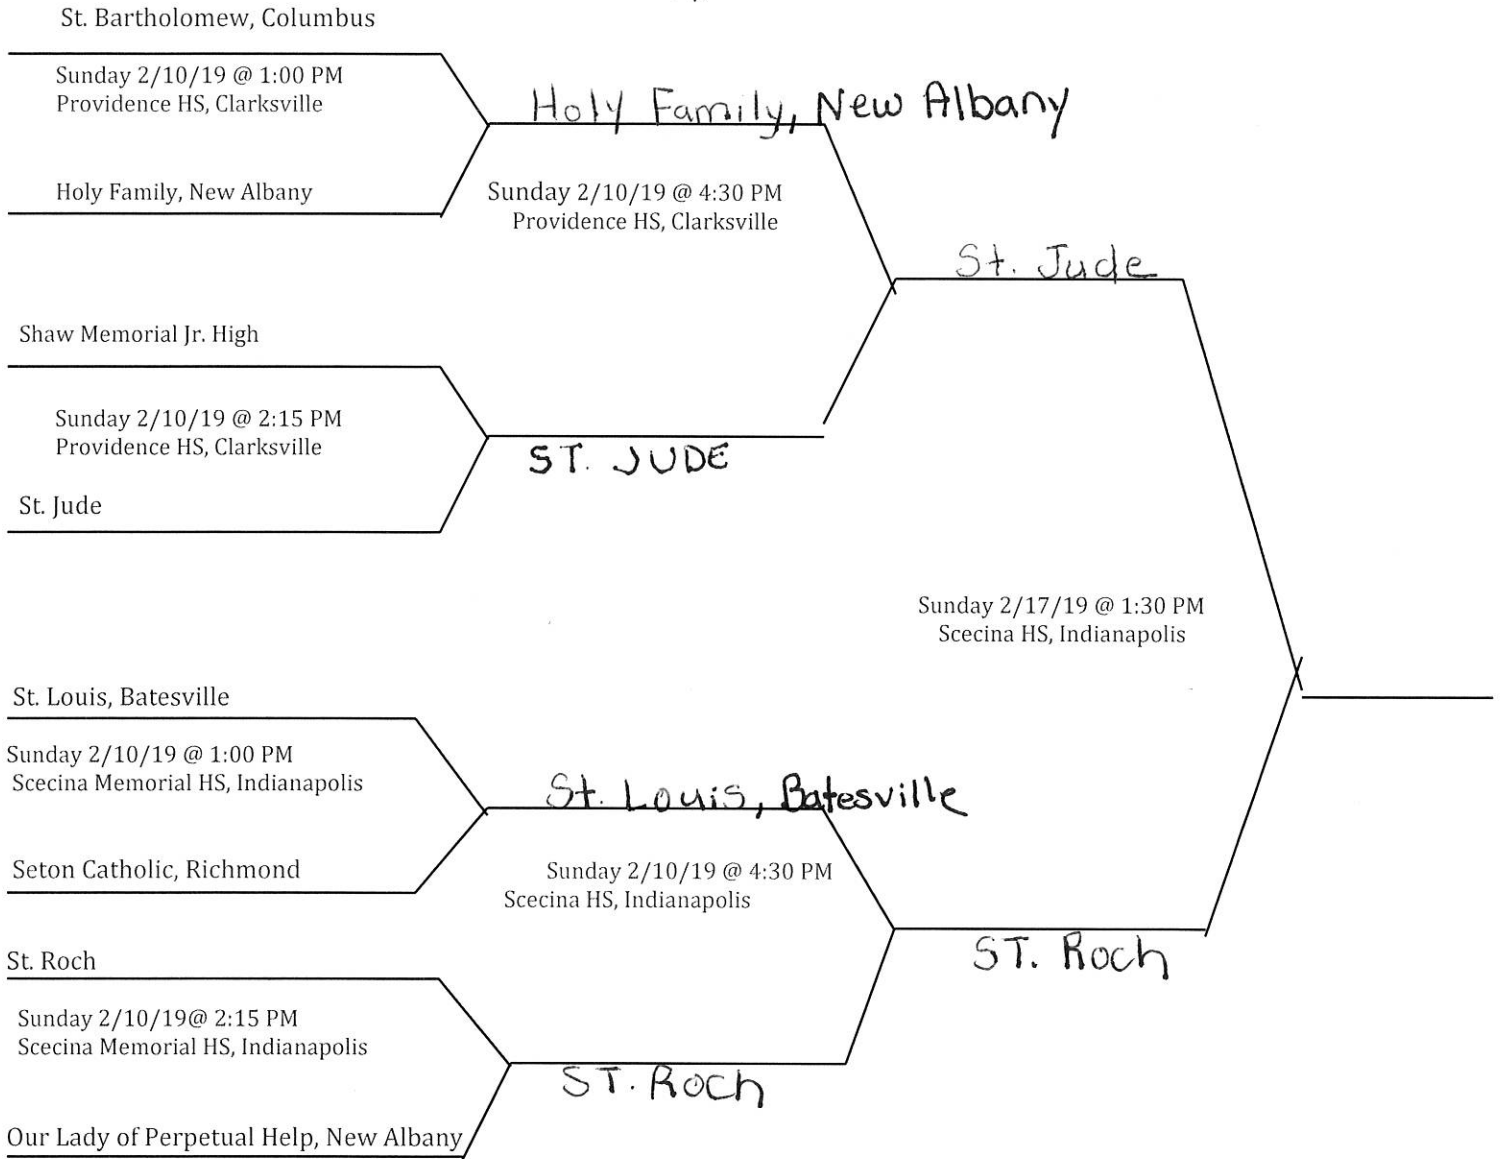 St. Bartholomew, Columbus
Sunday 2/10/19 @ 1:00 PM
Providence HS, Clarksville
Holy Family, New Albany
Holy Family, New Albany
Sunday 2/10/19 @ 4:30 PM
Providence HS, Clarksville
St. Jude
Shaw Memorial Jr. High
Sunday 2/10/19 @ 2:15 PM
Providence HS, Clarksville
ST. JUDE
St. Jude
Sunday 2/17/19 @ 1:30 PM
Scecina HS, Indianapolis
St. Louis, Batesville
Sunday 2/10/19 @ 1:00 PM
Scecina Memorial HS, Indianapolis
St. Louis, Batesville
Seton Catholic, Richmond
Sunday 2/10/19 @ 4:30 PM
Scecina HS, Indianapolis
ST. Roch
St. Roch
Sunday 2/10/19@ 2:15 PM
Scecina Memorial HS, Indianapolis
ST. ROCh
Our Lady of Perpetual Help, New Albany